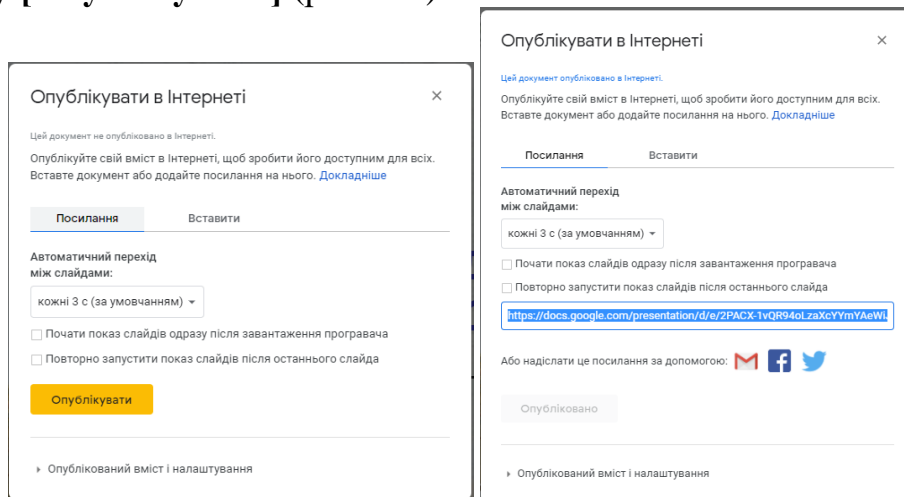 Опублікувати в Інтернеті
Цей документ не опубліковано в Інтернеті.
Опублікуйте свій вміст в Інтернеті, щоб зробити його доступним для всіх.
Вставте документ або додайте посилання на нього. Докладніше
Посилання Вставити
Автоматичний перехід
між слайдами:
кожні 3 с (за умовчанням)
Почати показ слайдів одразу після завантаження програвача
Повторно запустити показ слайдів після останнього слайда
Опублікувати
Опублікований вміст і налаштування
Опублікувати в Інтернеті
Цей документ опубліковано в Інтернеті.
Опублікуйте свій вміст в Інтернеті, щоб зробити його доступним для всіх.
Вставте документ або додайте посилання на нього. Докладніше
Посилання Вставити
Автоматичний перехід
між слайдами:
кожні 3 с (за умовчанням)
Почати показ слайдів одразу після завантаження програвача
Повторно запустити показ слайдів після останнього слайда
https://docs.google.com/presentation/d/e/2PACX-1vQR94oLzaXcYYmYAeWi
Або надіслати це посилання за допомогою:
Опубліковано
Опублікований вміст і налаштування